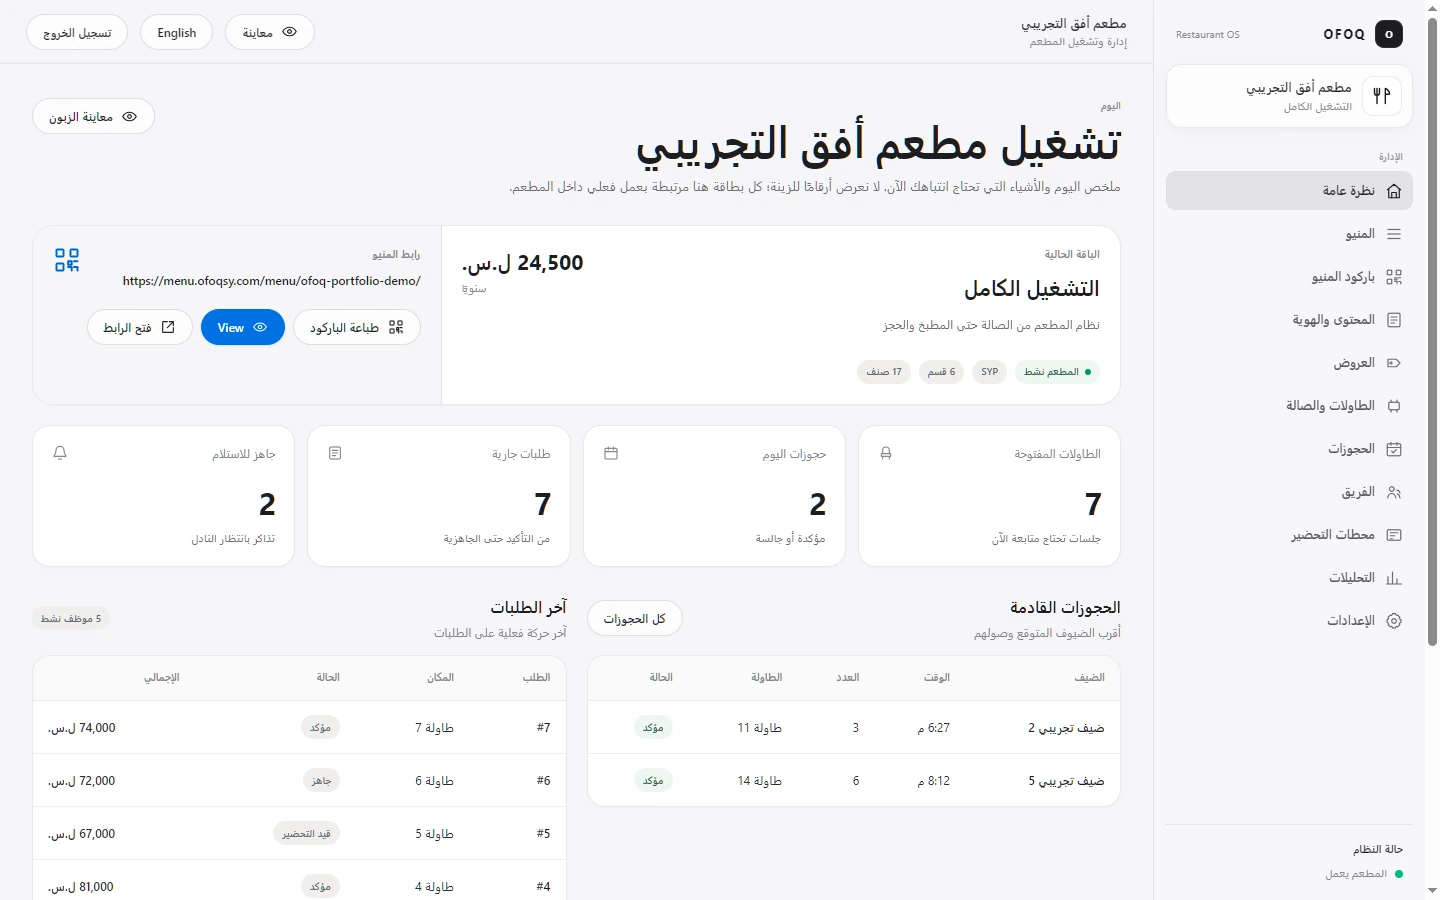 OFOQ
Restaurant OS
مطعم أفق التجريبي
التشغيل الكامل
الإدارة
نظرة عامة
المنيو
باركود المنيو
المحتوى والهوية
العروض
الطاولات والصالة
الحجوزات
الفريق
محطات التحضير
التحليلات
الإعدادات
حالة النظام
المطعم يعمل
مطعم أفق التجريبي
إدارة وتشغيل المطعم
معاينة
English
تسجيل الخروج
اليوم
تشغيل مطعم أفق التجريبي
ملخص اليوم والأشياء التي تحتاج انتباهك الآن. لا نعرض أرقامًا للزينة؛ كل بطاقة هنا مرتبطة بعمل فعلي داخل المطعم.
معاينة الزبون
الباقة الحالية
التشغيل الكامل
نظام المطعم من الصالة حتى المطبخ والحجز
24,500 ل.س.
سنويًا
المطعم نشط
SYP
6 قسم
17 صنف
رابط المنيو
https://menu.ofoqsy.com/menu/ofoq-portfolio-demo/
طباعة الباركود
View
فتح الرابط
الطاولات المفتوحة
7
جلسات تحتاج متابعة الآن
حجوزات اليوم
2
مؤكدة أو جالسة
طلبات جارية
7
من التأكيد حتى الجاهزية
جاهز للاستلام
2
تذاكر بانتظار النادل
الحجوزات القادمة
أقرب الضيوف المتوقع وصولهم
كل الحجوزات
الضيف الوقت العدد الطاولة الحالة
ضيف تجريبي 2 6:27 م 3 طاولة 11 مؤكد
ضيف تجريبي 5 8:12 م 6 طاولة 14 مؤكد
آخر الطلبات
آخر حركة فعلية على الطلبات
5 موظف نشط
الطلب المكان الحالة الإجمالي
#7 طاولة 7 مؤكد 74,000 ل.س.
#6 طاولة 6 جاهز 72,000 ل.س.
#5 طاولة 5 قيد التحضير 67,000 ل.س.
#4 طاولة 4 مؤكد 81,000 ل.س.